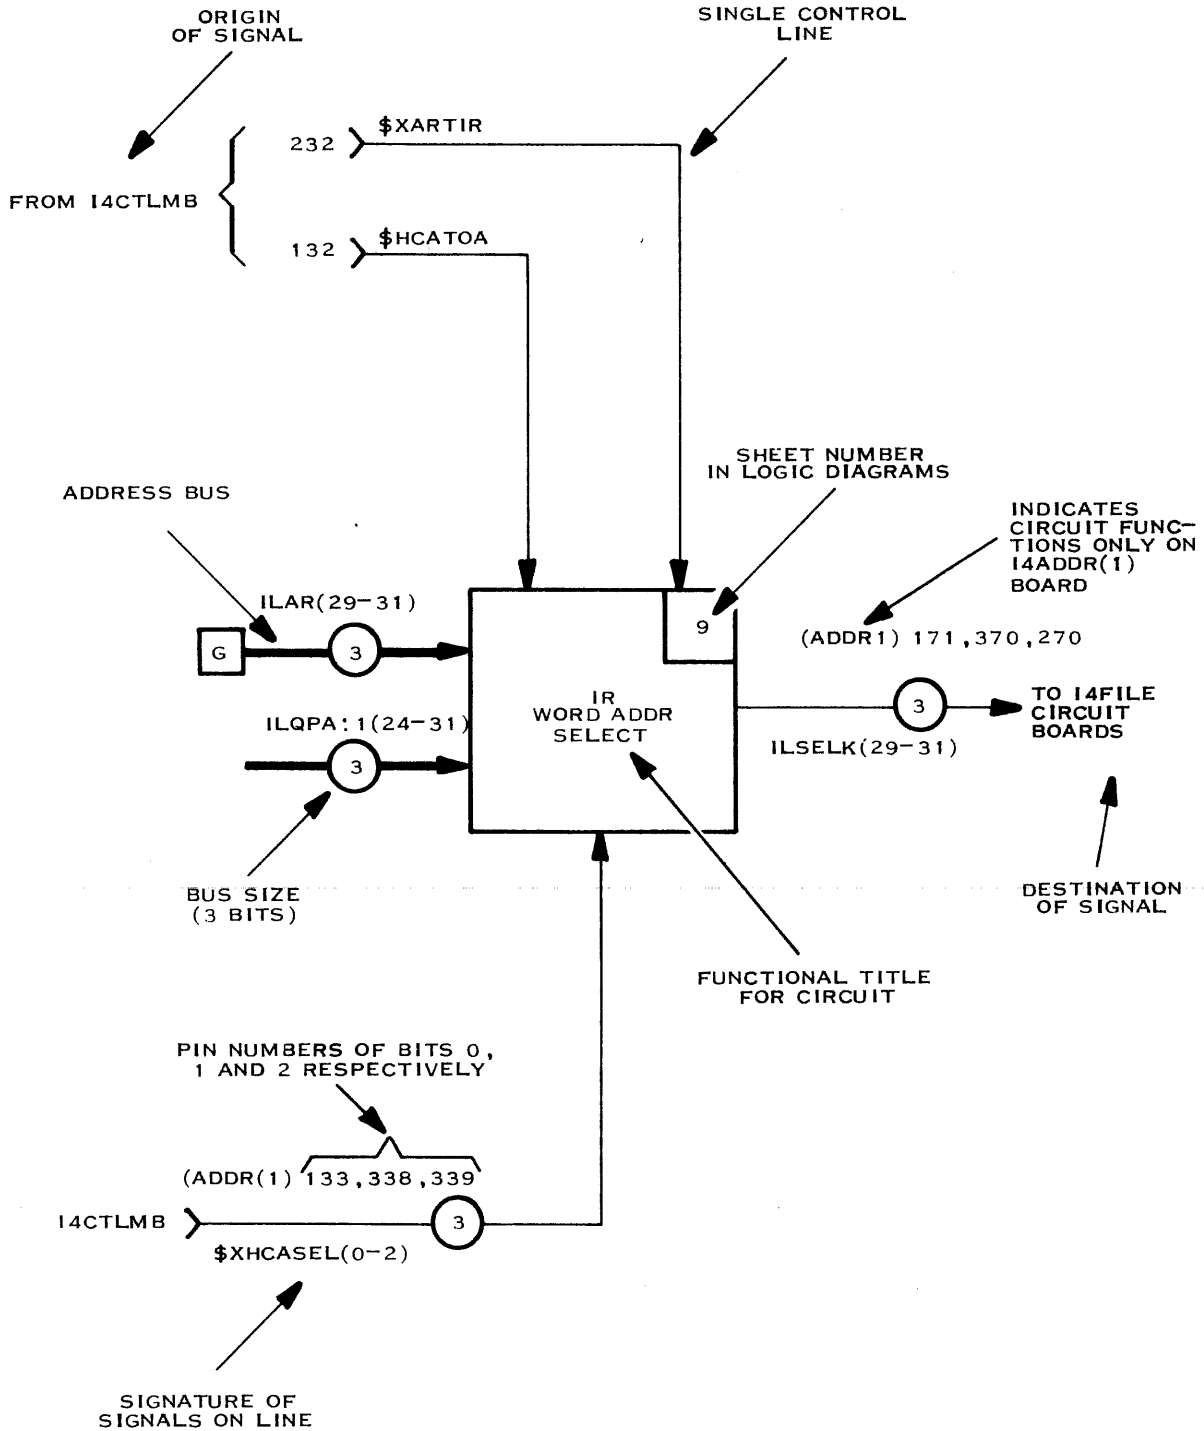 ORIGIN
OF SIGNAL
SINGLE CONTROL
LINE
$XARTIR
232
FROM I4CTLMB
$HCATOA
132
SHEET NUMBER
IN LOGIC DIAGRAMS
ADDRESS BUS
INDICATES
CIRCUIT FUNC-
TIONS ONLY ON
I4ADDR(1)
BOARD
ILAR(29-31)
9
(ADDR1) 171,370,270
G
3
IR
WORD ADDR
SELECT
3
TO I4FILE
CIRCUIT
BOARDS
ILQPA:1(24-31)
ILSELK(29-31)
3
BUS SIZE
(3 BITS)
DESTINATION
OF SIGNAL
FUNCTIONAL TITLE
FOR CIRCUIT
PIN NUMBERS OF BITS 0,
1 AND 2 RESPECTIVELY
(ADDR(1) 133,338,339
I4CTLMB
3
$XHCASEL(0-2)
SIGNATURE OF
SIGNALS ON LINE